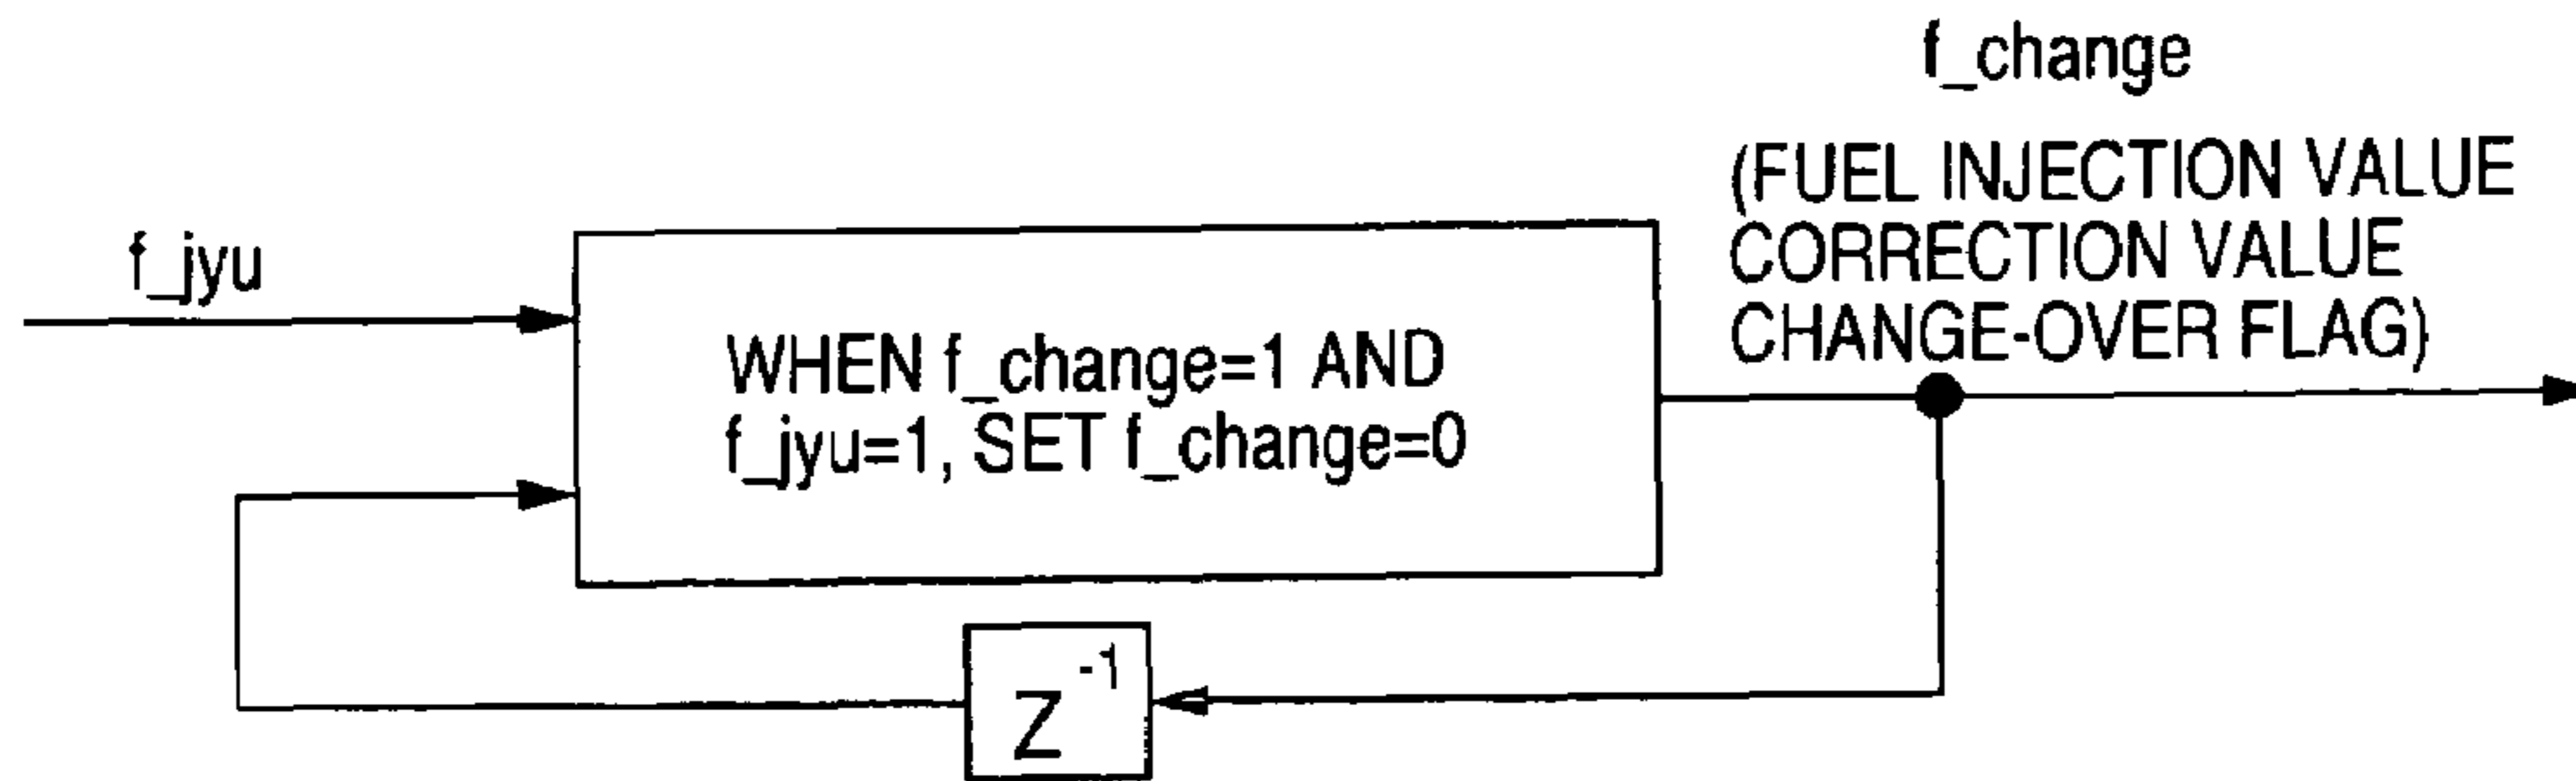 f_change
(FUEL INJECTION VALUE
CORRECTION VALUE
CHANGE-OVER FLAG)
f_jyu
WHEN f_change=1 AND
f_jyu=1, SET f_change=0
Z-1